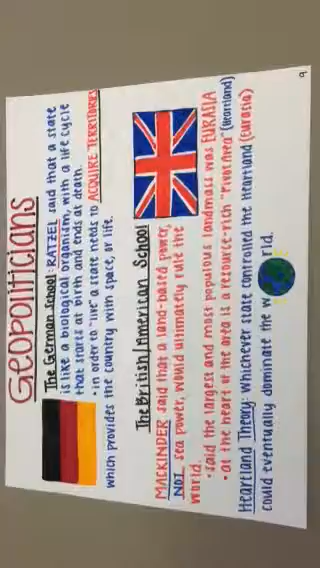 Geopoliticians
The German School: RATZEL said that a state
is like a biological organism, with a life cycle
that starts at birth and ends at death.
• in order to "live" a state needs to ACQUIRE TERRITORY
which provides the country with space, or life.
The British/American School
MACKINDER said that a land-based power,
NOT sea power, would ultimately rule the
world.
• Said the largest and most populous landmass was EURASIA
• at the heart of the area is a resource-rich "Pivot Area" (Heartland)
Heartland Theory: whichever state controlled the Heartland (Eurasia)
could eventually dominate the w rld.
9